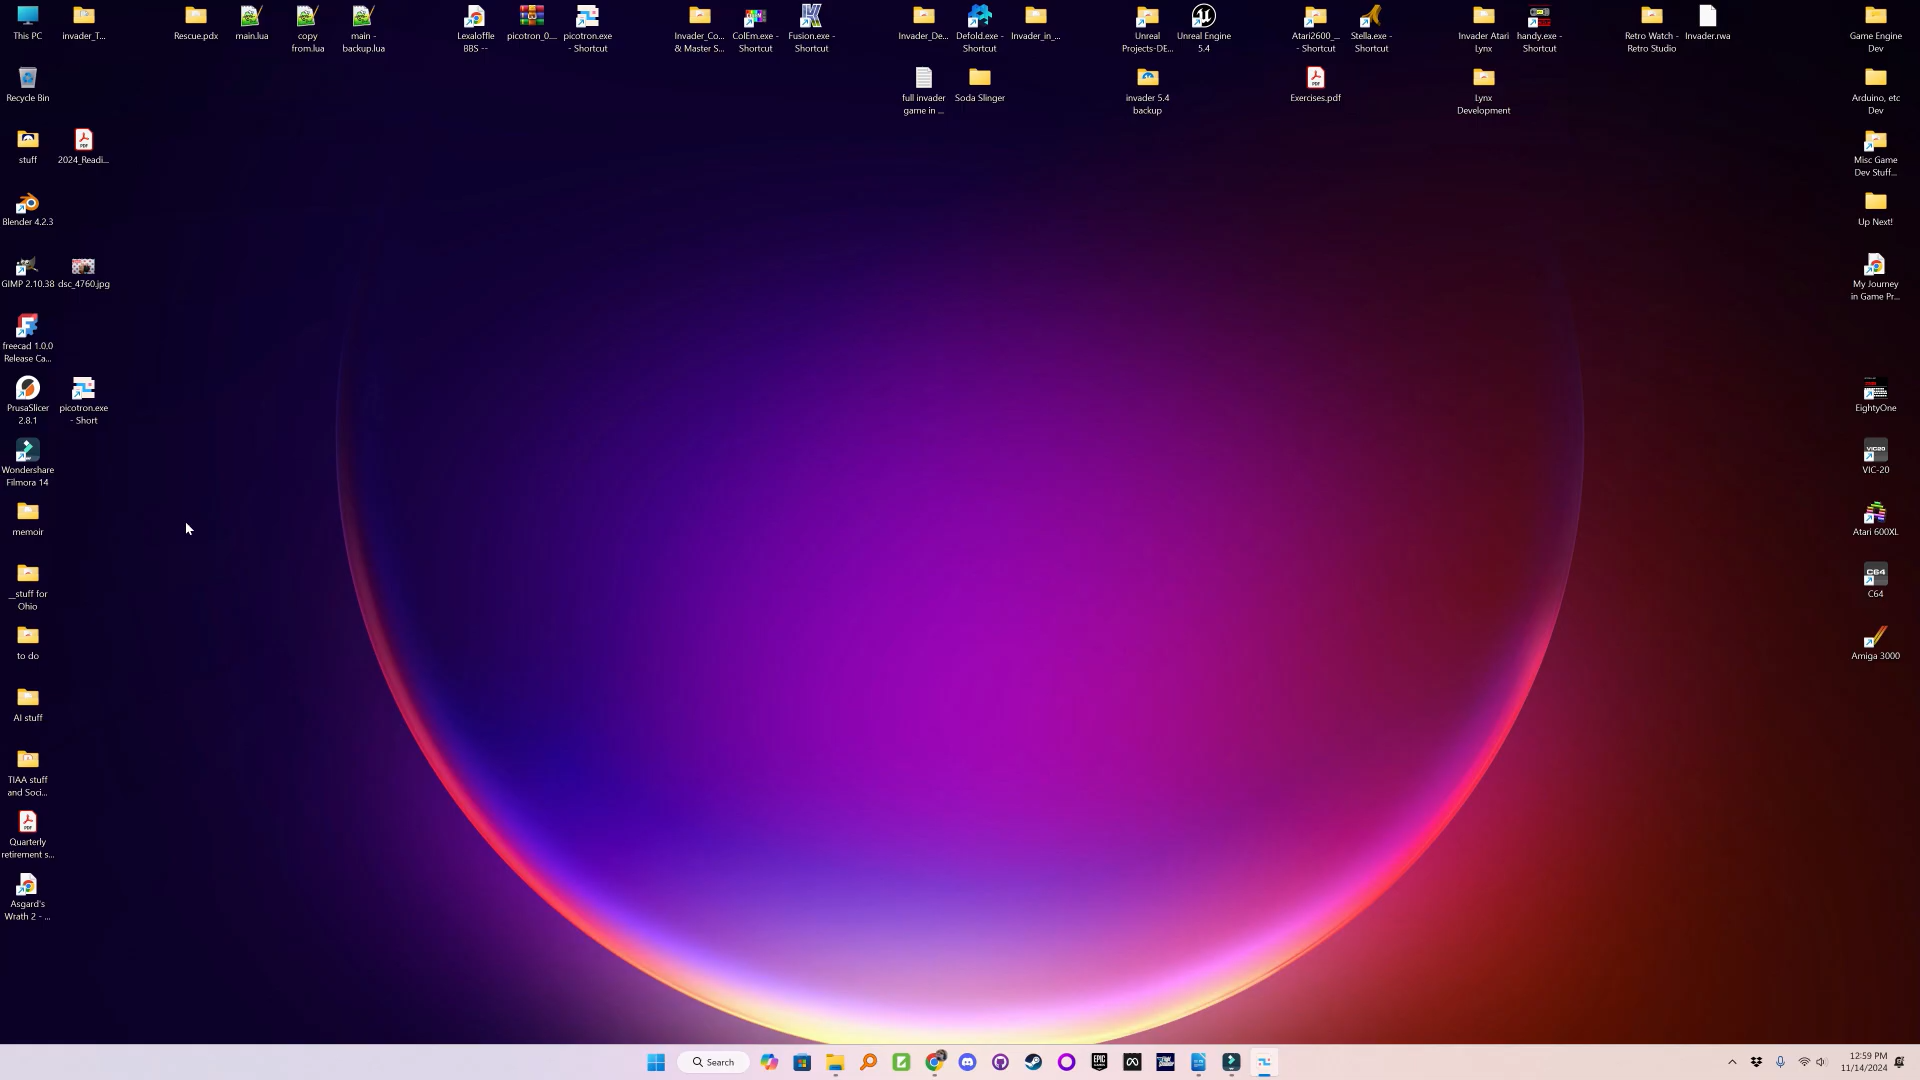 This PC
invader_T...
Rescue.pdx
main.lua
copy
from.lua
main -
backup.lua
Lexaloffle
BBS --
picotron_0....
picotron.exe
- Shortcut
Invader_Co...
& Master S...
ColEm.exe -
Shortcut
Fusion.exe -
Shortcut
Invader_De...
Defold.exe -
Shortcut
Invader_in_...
Unreal
Projects-DE...
Unreal Engine
5.4
Atari2600_...
- Shortcut
Stella.exe -
Shortcut
Invader Atari
Lynx
handy.exe -
Shortcut
Retro Watch -
Retro Studio
Invader.rwa
Game Engine
Dev
Recycle Bin
full invader
game in ...
Soda Slinger
invader 5.4
backup
Exercises.pdf
Lynx
Development
Arduino, etc
Dev
stuff
2024_Readi...
Misc Game
Dev Stuff...
Blender 4.2.3
Up Next!
GIMP 2.10.38
dsc_4760.jpg
My Journey
in Game Pr...
freecad 1.0.0
Release Ca...
PrusaSlicer
2.8.1
picotron.exe
- Short
EightyOne
Wondershare
Filmora 14
VIC20
VIC-20
memoir
Atari 600XL
__stuff for
Ohio
C64
C64
to do
Amiga 3000
AI stuff
TIAA stuff
and Soci...
Quarterly
retirement s...
Asgard's
Wrath 2 - ...
Search
EPIC
GAMES
12:59 PM
11/14/2024